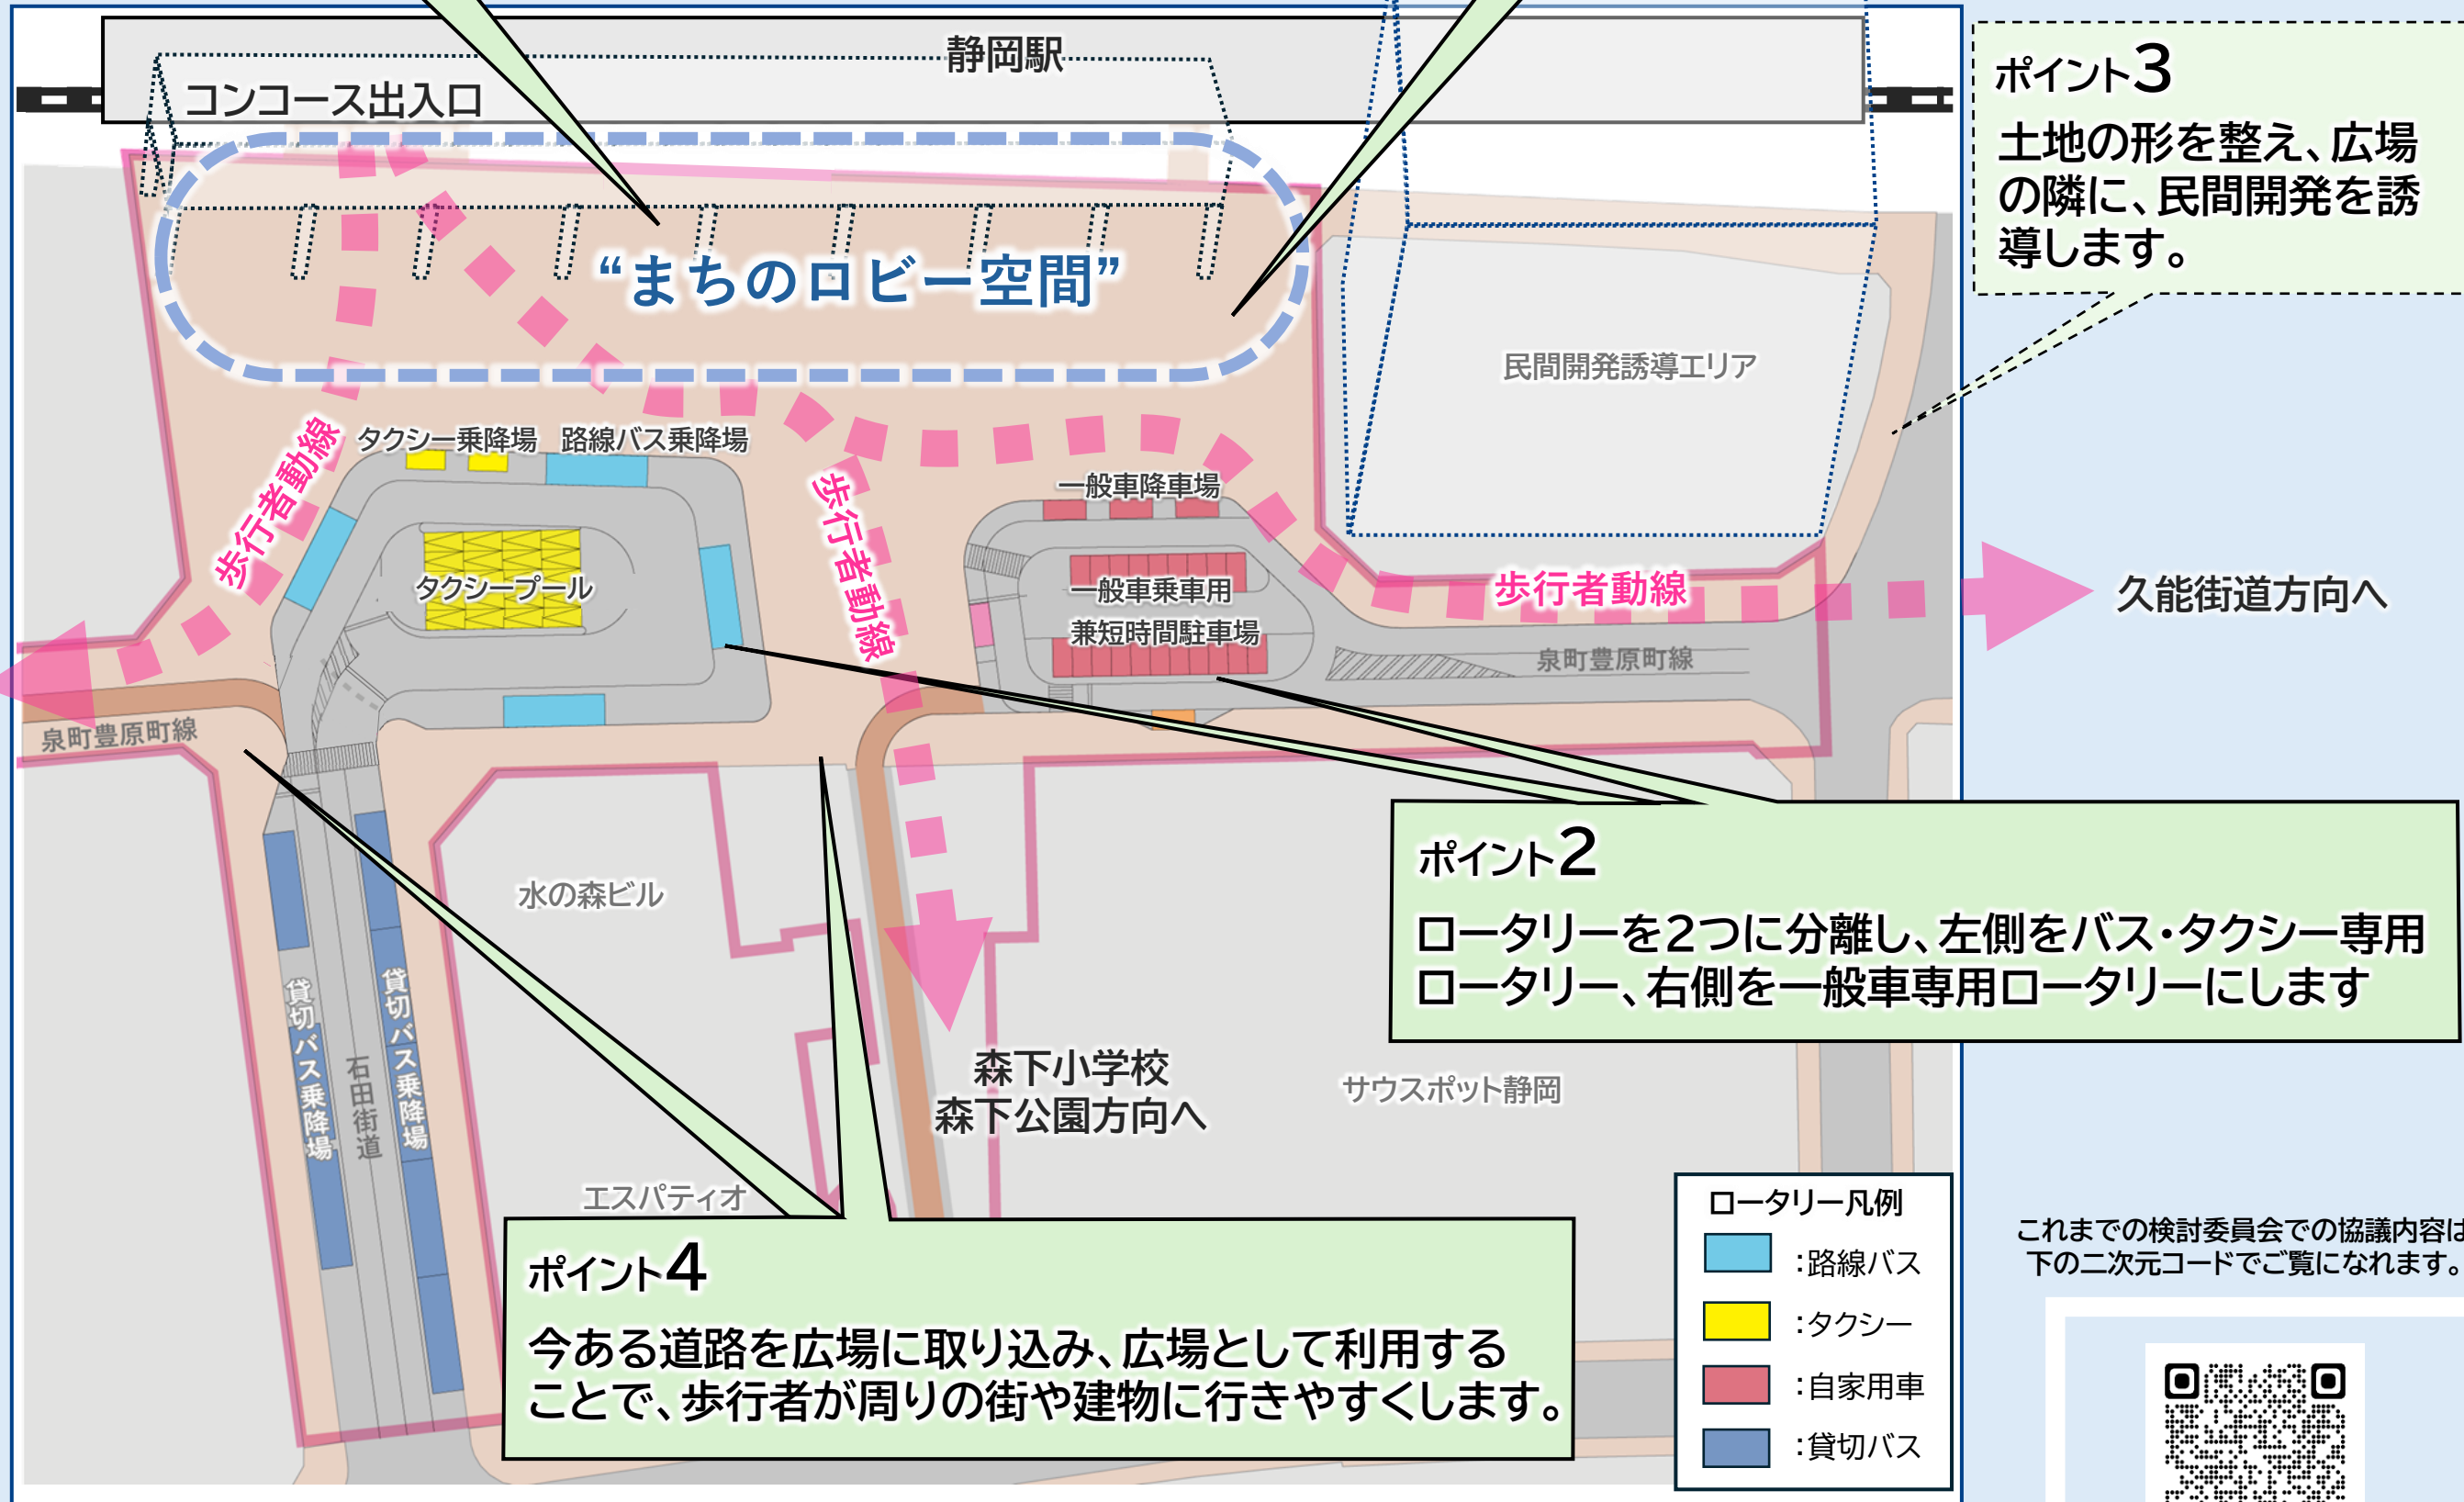 静岡駅
コンコース出入口
“まちのロビー空間”
ポイント3
土地の形を整え、広場
の隣に、民間開発を誘
導します。
民間開発誘導エリア
タクシー乗降場
路線バス乗降場
歩行者動線
歩行者動線
一般車降車場
タクシープール
一般車乗車用
兼短時間駐車場
歩行者動線
久能街道方向へ
泉町豊原町線
泉町豊原町線
ポイント2
ロータリーを2つに分離し、左側をバス・タクシー専用
ロータリー、右側を一般車専用ロータリーにします
水の森ビル
貸切バス乗降場
貸切バス乗降場
石田街道
森下小学校
森下公園方向へ
サウスポット静岡
エスパティオ
ポイント4
今ある道路を広場に取り込み、広場として利用する
ことで、歩行者が周りの街や建物に行きやすくします。
ロータリー凡例
：路線バス
：タクシー
：自家用車
：貸切バス
これまでの検討委員会での協議内容は
下の二次元コードでご覧になれます。